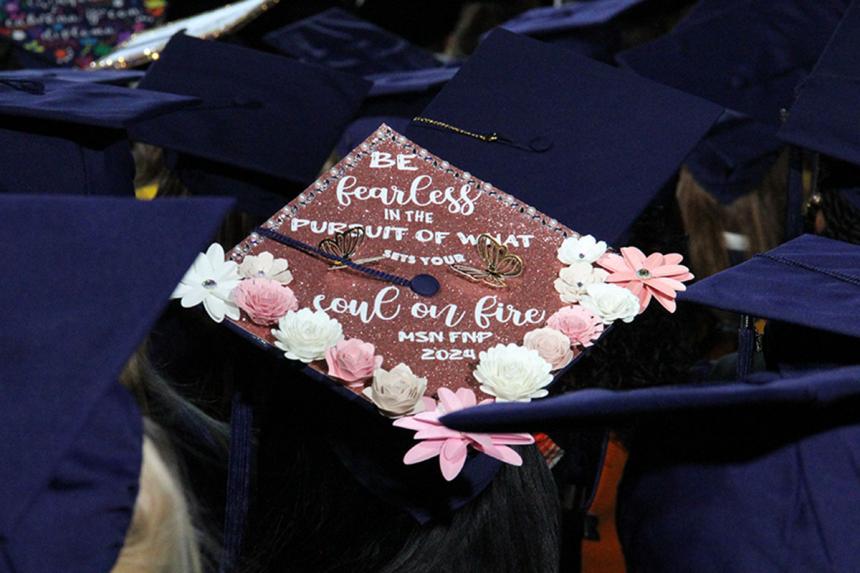 BE
fearless
IN THE
PURSUIT OF WHAT
SETS YOUR
soul on fire
MSN FNP
2024